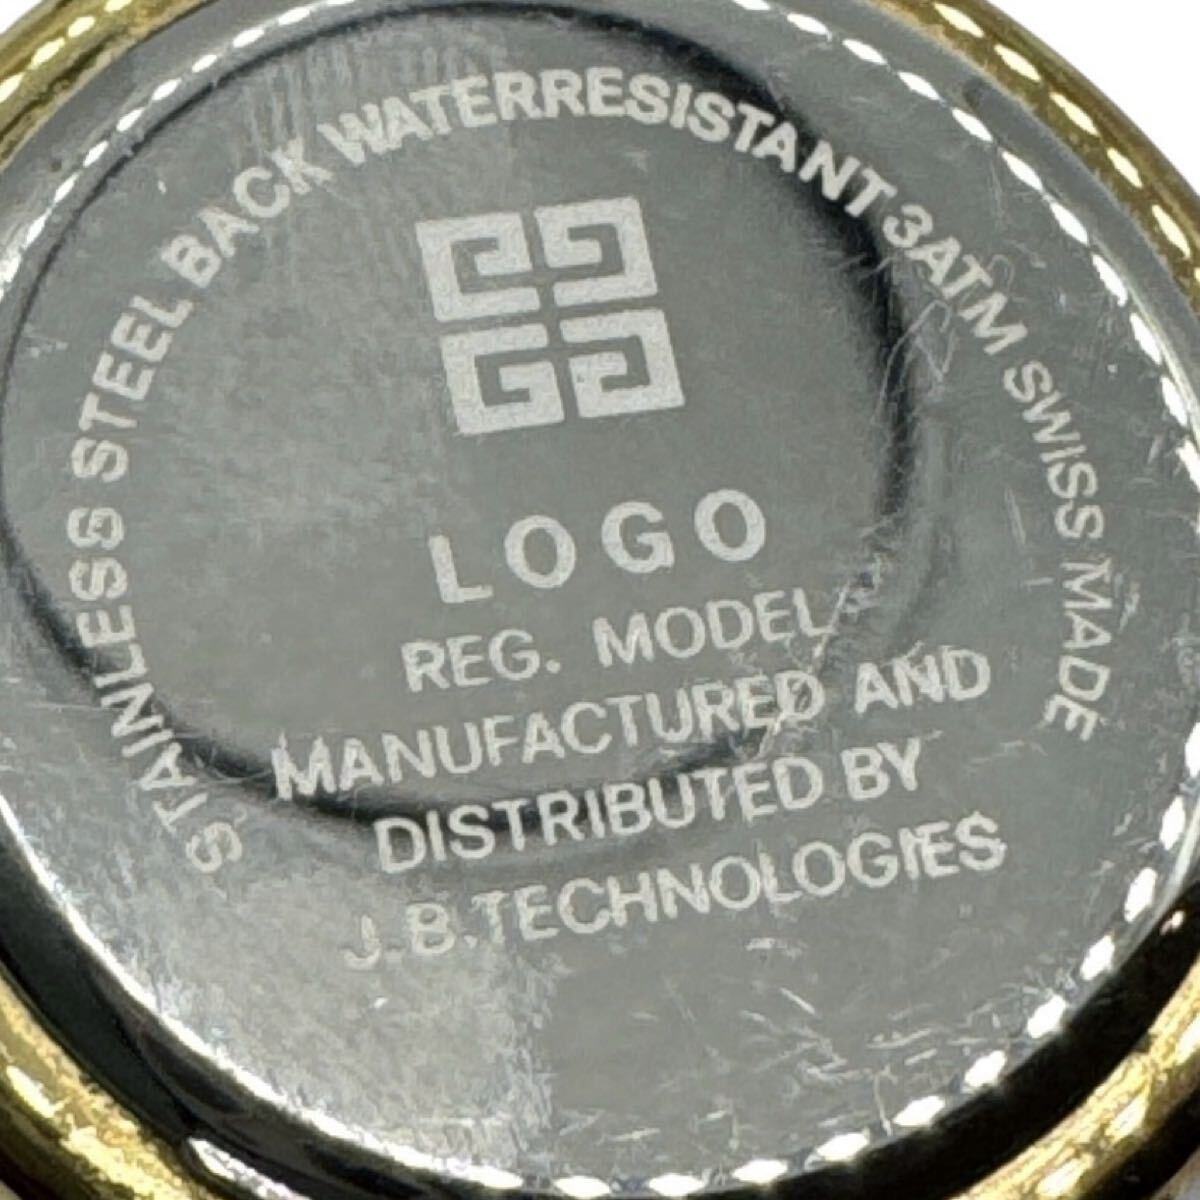 STAINLESS STEEL BACK WATERRESISTANT 3ATM SWISS MADE
LOGO
REG. MODEL
MANUFACTURED AND
DISTRIBUTED BY
J.B.TECHNOLOGIES